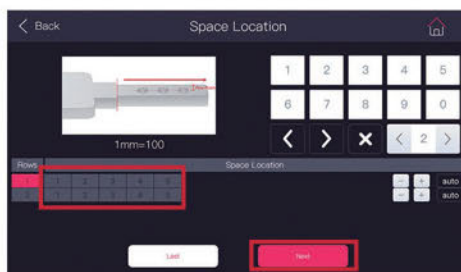 Back
Space Location
1 2 3 4 5
6 7 8 9 0
2
1mm=100
Rows Space Location
1 1 2 3 4 5 auto
2 1 2 3 4 5 auto
Last Next